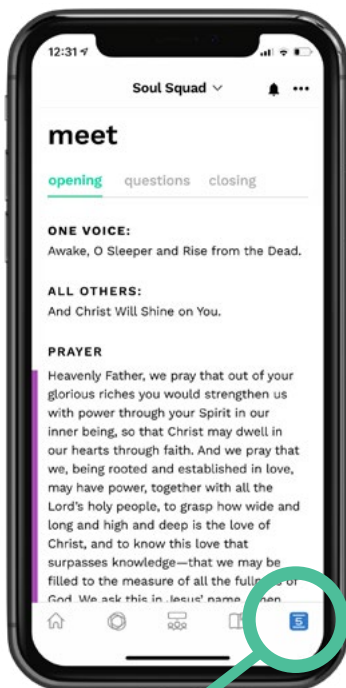 12:31
Soul Squad
meet
opening questions closing
ONE VOICE:
Awake, O Sleeper and Rise from the Dead.
ALL OTHERS:
And Christ Will Shine on You.
PRAYER
Heavenly Father, we pray that out of your
glorious riches you would strengthen us
with power through your Spirit in our
inner being, so that Christ may dwell in
our hearts through faith. And we pray that
we, being rooted and established in love,
may have power, together with all the
Lord's holy people, to grasp how wide and
long and high and deep is the love of
Christ, and to know this love that
surpasses knowledge—that we may be
filled to the measure of all the of
God. We ask this in Jesus' name.
5